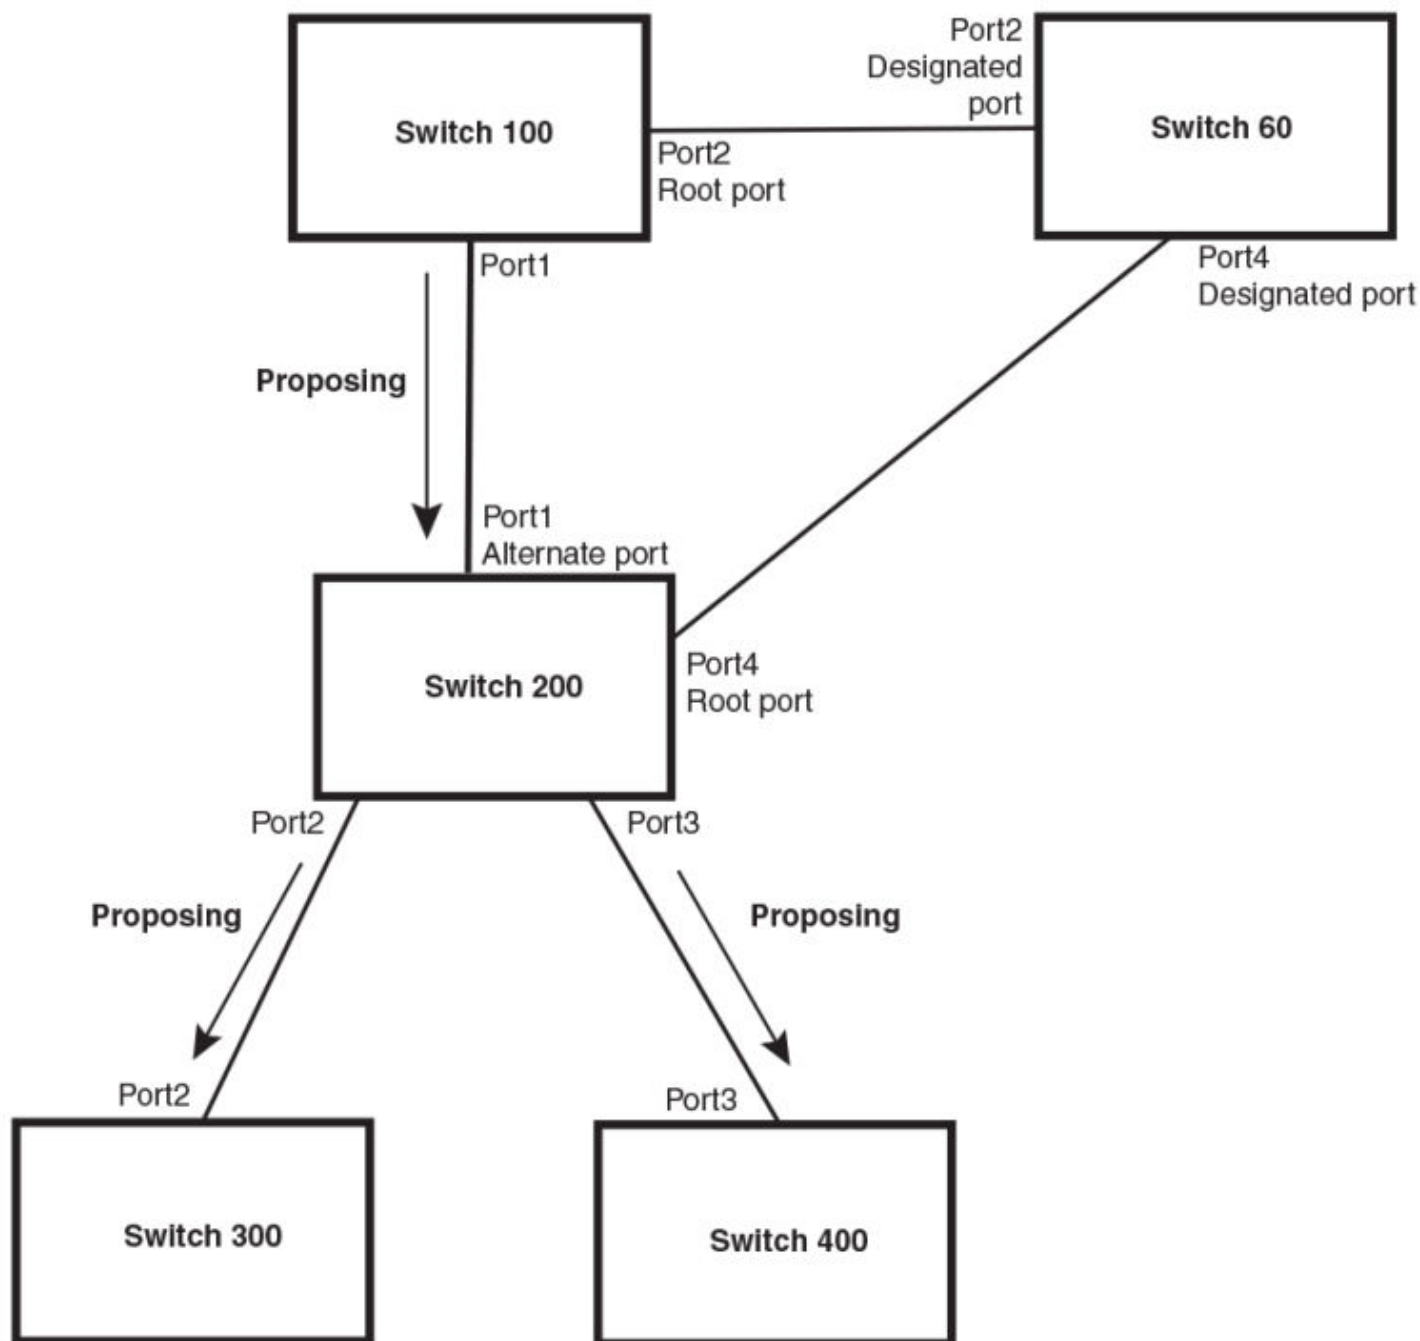 Port2
Designated
port
Switch 100
Switch 60
Port2
Root port
Port1
Port4
Designated port
Proposing
Port1
Alternate port
Switch 200
Port4
Root port
Port2
Port3
Proposing
Proposing
Port2
Port3
Switch 300
Switch 400